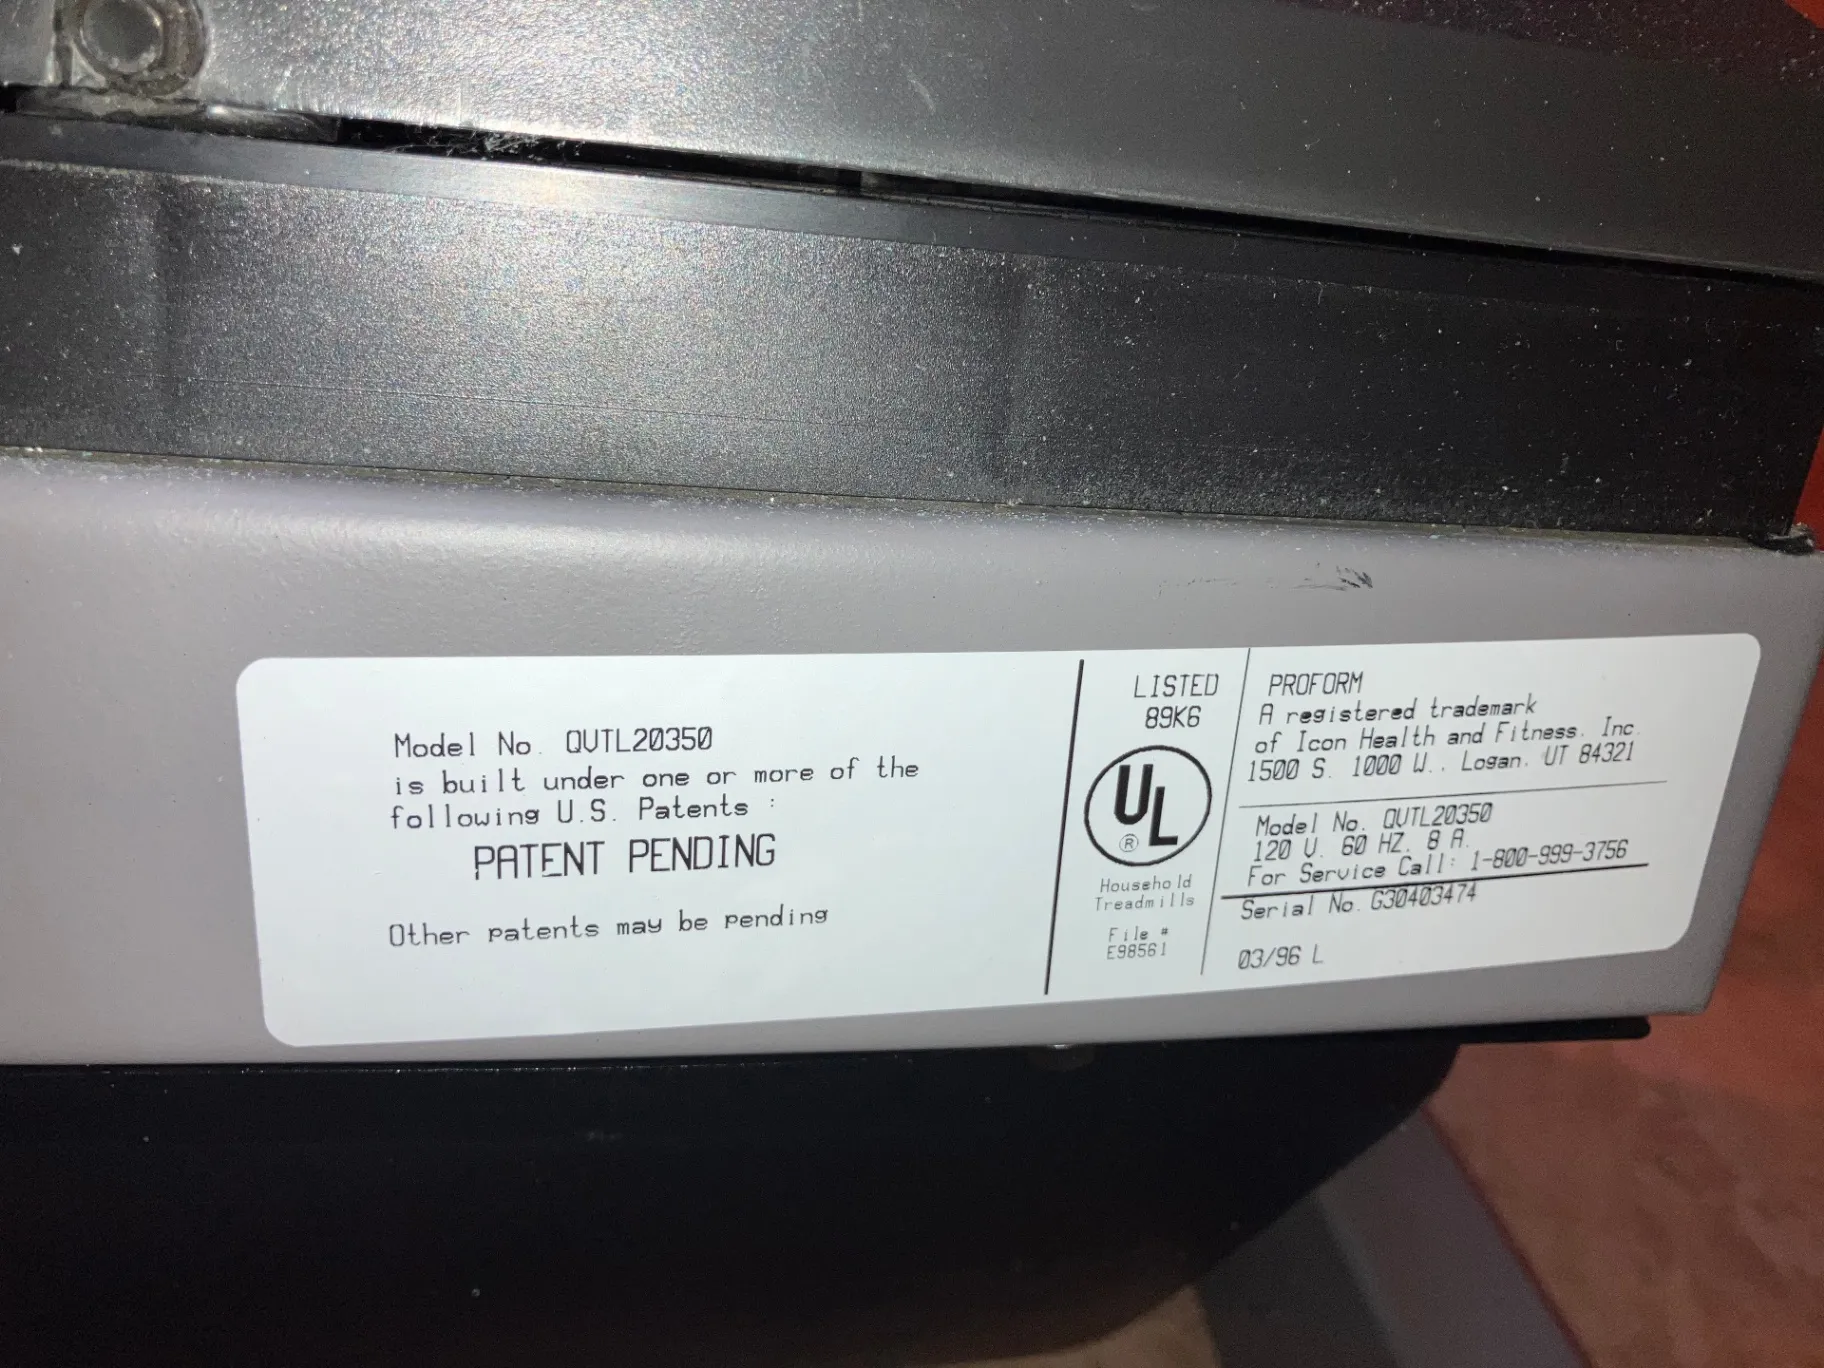 Model No. QVTL20350
is built under one or more of the
following U.S. Patents :
PATENT PENDING
Other patents may be pending
LISTED
89K6
UL
®
Household
Treadmills
File #
E98561
PROFORM
A registered trademark
of Icon Health and Fitness. Inc.
1500 S. 1000 W., Logan, UT 84321
Model No. QVTL20350
120 V. 60 HZ. 8 A.
For Service Call: 1-800-999-3756
Serial No. G30403474
03/96 L